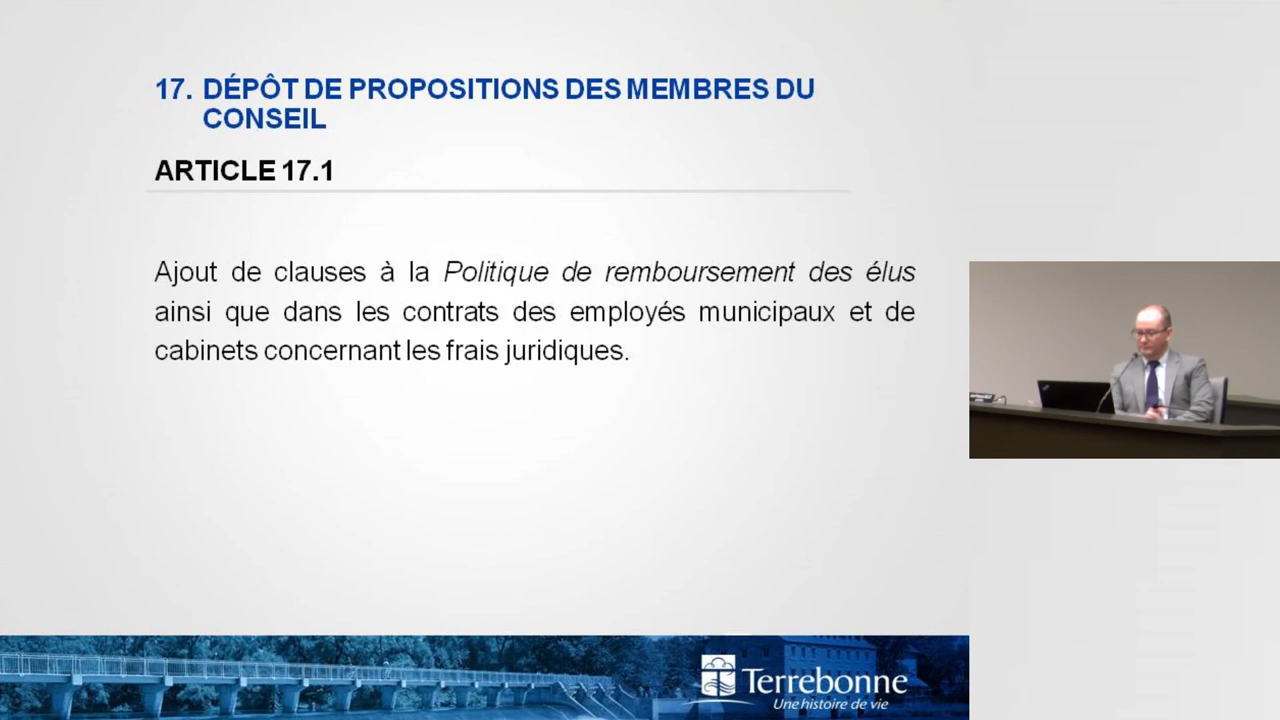 17. DÉPÔT DE PROPOSITIONS DES MEMBRES DU
CONSEIL
ARTICLE 17.1
Ajout de clauses à la Politique de remboursement des élus
ainsi que dans les contrats des employés municipaux et de
cabinets concernant les frais juridiques.
Terrebonne
Une histoire de vie